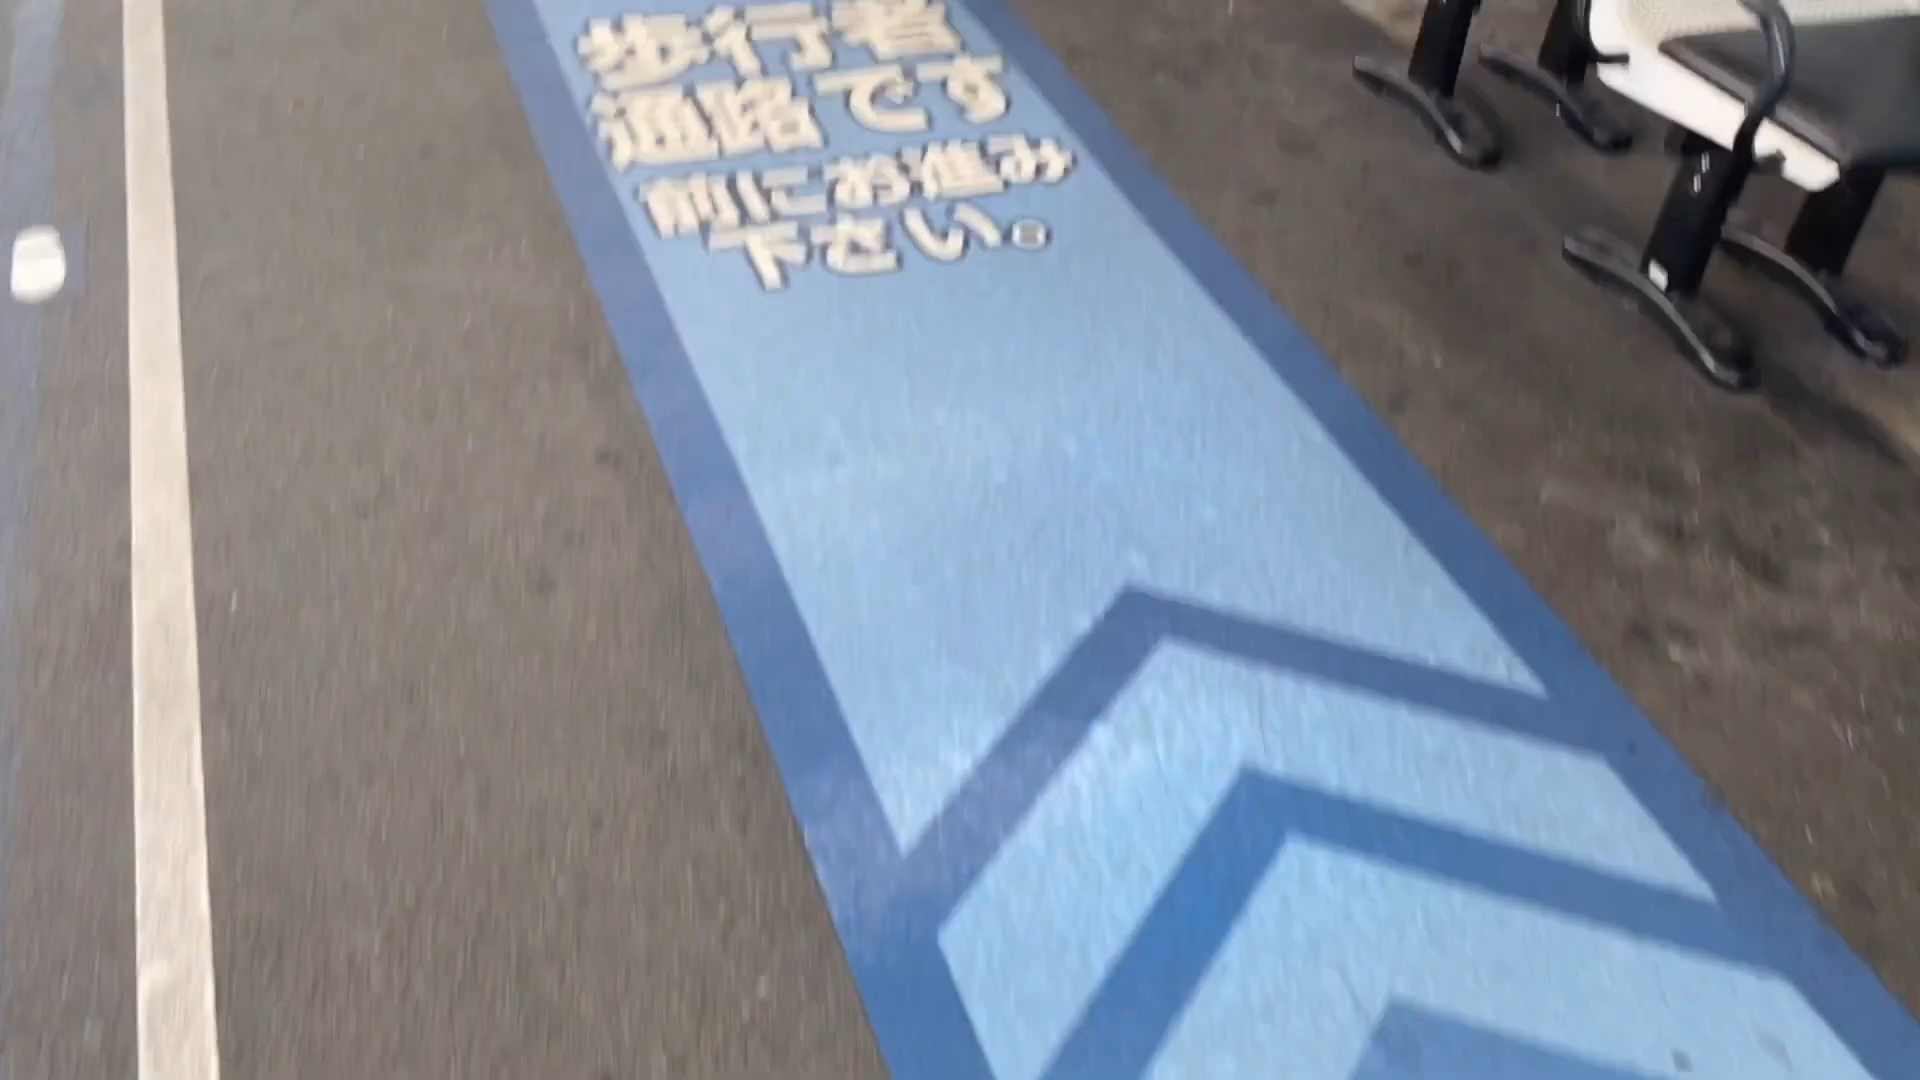 歩行者
通路です
前にお進み
下さい。